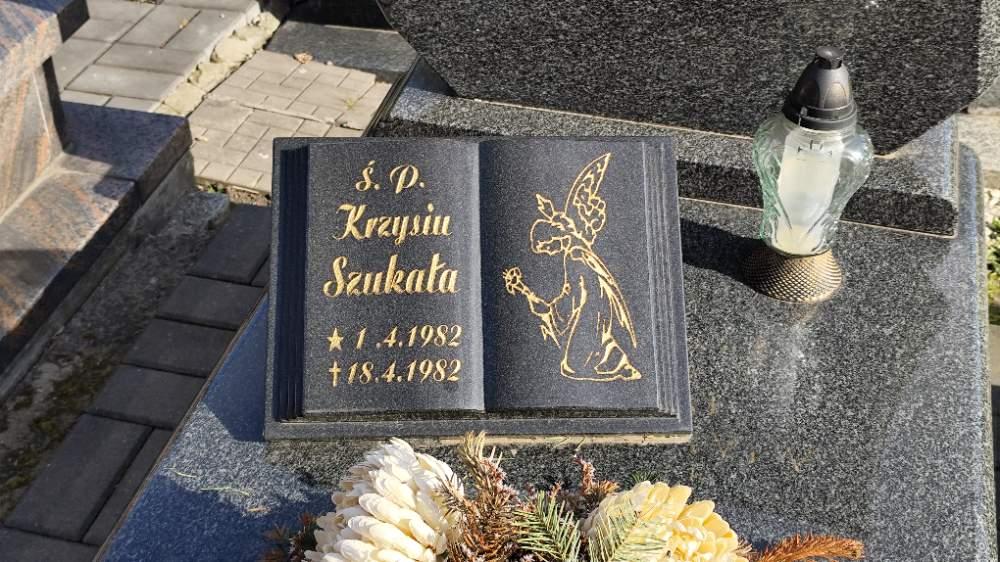 Ś. P.
Krzysiu
Szukała
★ 1.4.1982
✝ 18.4.1982